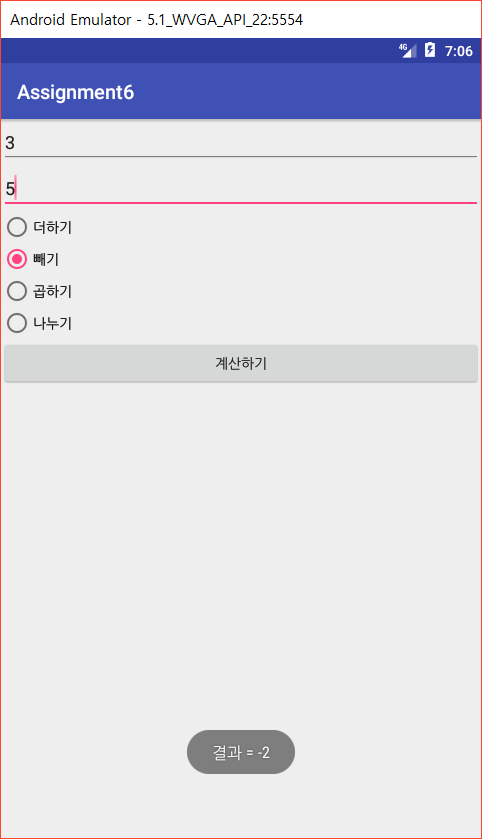 Android Emulator - 5.1_WVGA_API_22:5554
4G 7:06
Assignment6
3
5
더하기
빼기
곱하기
나누기
계산하기
결과 = -2